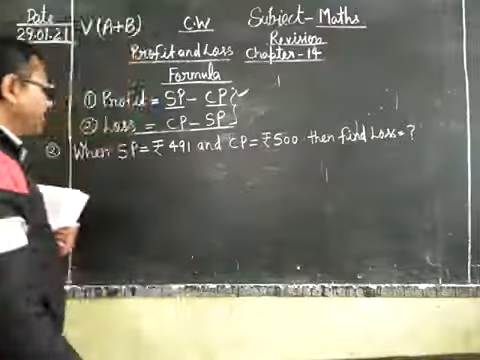 Date
29.01.21
V (A+B)
C.W
Subject - Maths
Revision
Profit and Loss Chapter - 14
Formula
① Profit = SP - CP
② Loss = CP - SP
② When SP = ₹ 491 and CP = ₹ 500 then find Loss = ?